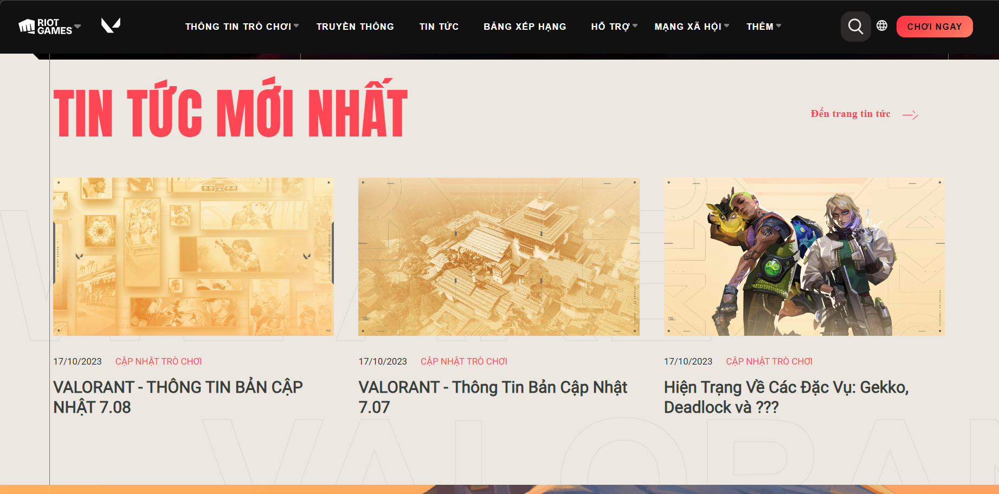 RIOT
GAMES
THÔNG TIN TRÒ CHƠI
TRUYỀN THÔNG
TIN TỨC
BẢNG XẾP HẠNG
HỖ TRỢ
MẠNG XÃ HỘI
THÊM
CHƠI NGAY
TIN TỨC MỚI NHẤT
Đến trang tin tức
17/10/2023 CẬP NHẬT TRÒ CHƠI
VALORANT - THÔNG TIN BẢN CẬP
NHẬT 7.08
17/10/2023 CẬP NHẬT TRÒ CHƠI
VALORANT - Thông Tin Bản Cập Nhật
7.07
17/10/2023 CẬP NHẬT TRÒ CHƠI
Hiện Trạng Về Các Đặc Vụ: Gekko,
Deadlock và ???